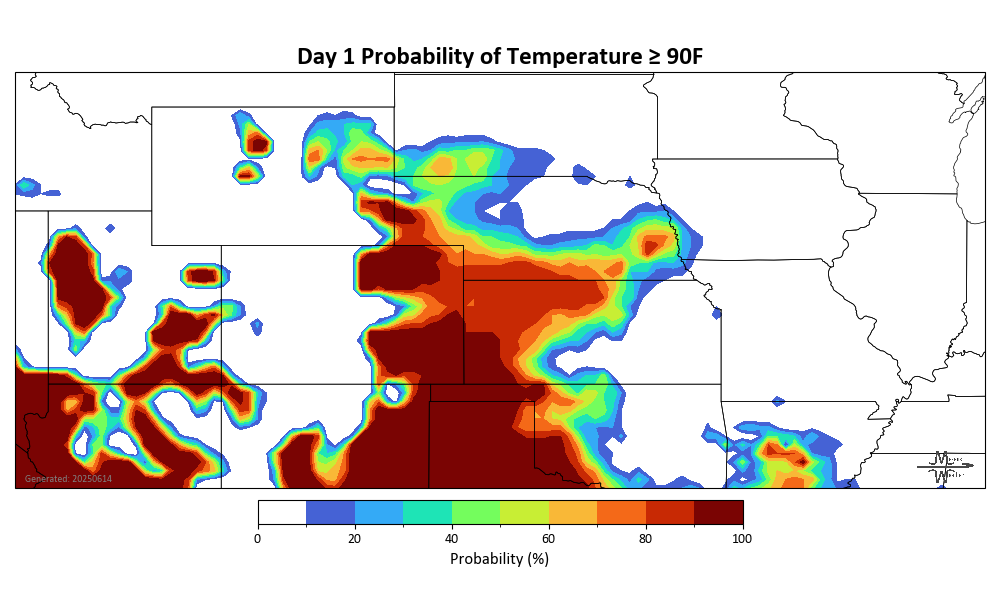 Day 1 Probability of Temperature ≥ 90F
Generated: 20250614
0 20 40 60 80 100
Probability (%)